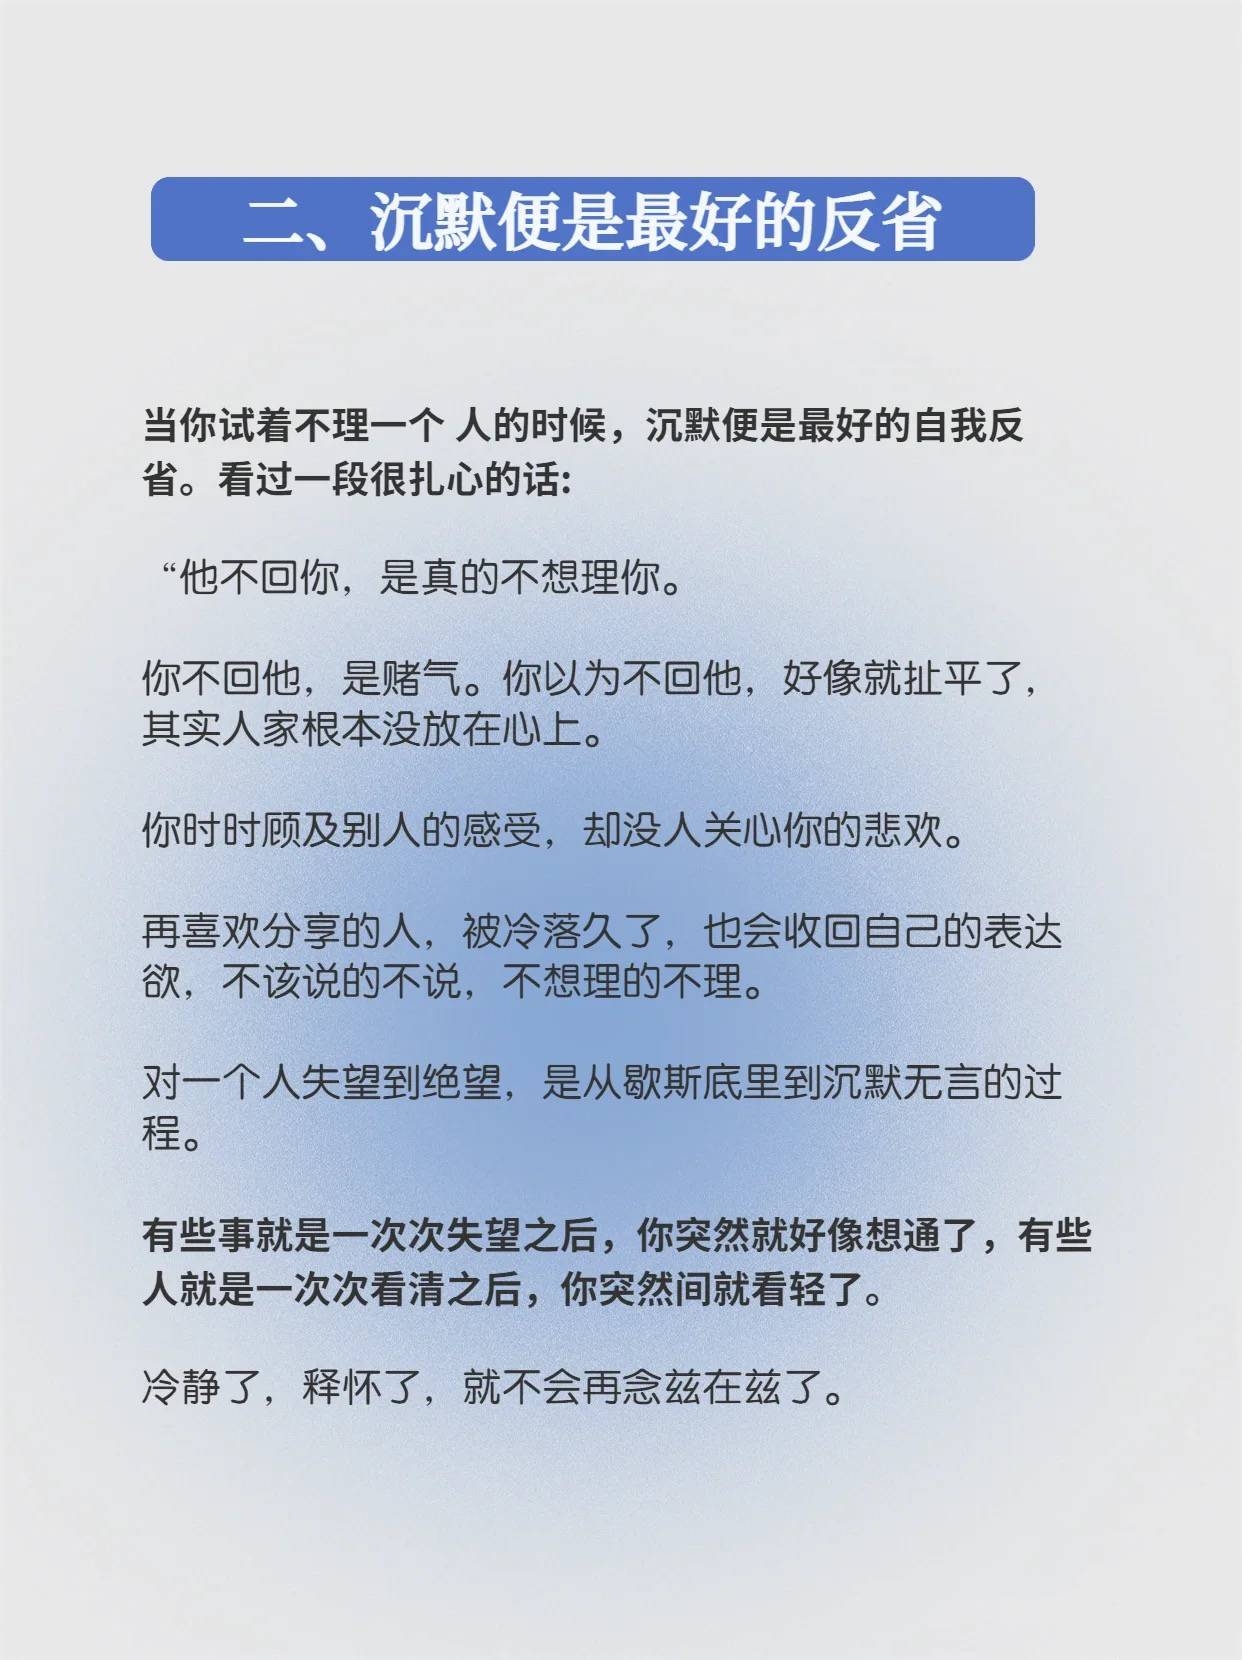 二、沉默便是最好的反省
当你试着不理一个 人的时候，沉默便是最好的自我反
省。看过一段很扎心的话:
“他不回你，是真的不想理你。
你不回他，是赌气。你以为不回他，好像就扯平了，
其实人家根本没放在心上。
你时时顾及别人的感受，却没人关心你的悲欢。
再喜欢分享的人，被冷落久了，也会收回自己的表达
欲，不该说的不说，不想理的不理。
对一个人失望到绝望，是从歇斯底里到沉默无言的过
程。
有些事就是一次次失望之后，你突然就好像想通了，有些
人就是一次次看清之后，你突然间就看轻了。
冷静了，释怀了，就不会再念兹在兹了。